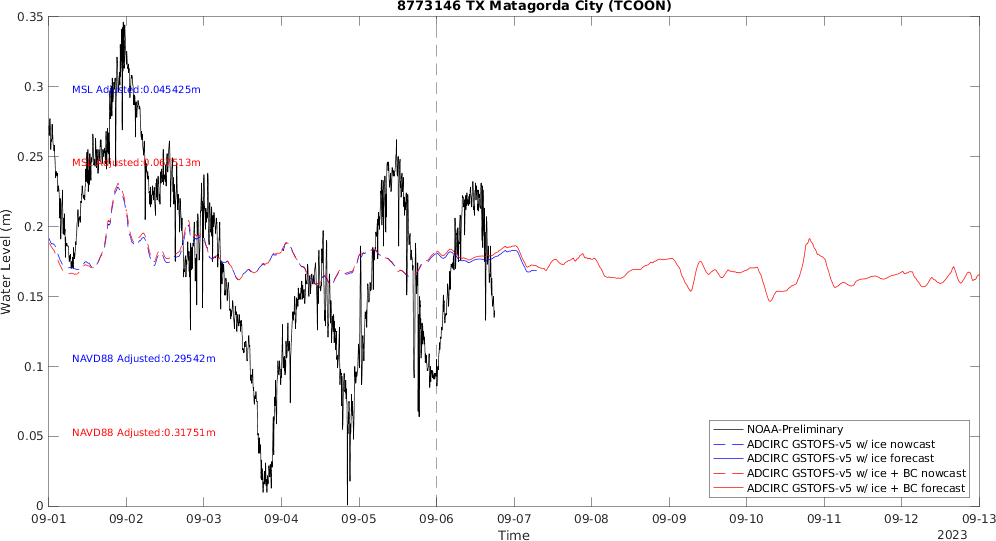 8773146 TX Matagorda City (TCOON)
0.35
0.3
0.25
0.2
0.15
0.1
0.05
0
Water Level (m)
MSL Adjusted:0.045425m
MSL Adjusted:0.067513m
NAVD88 Adjusted:0.29542m
NAVD88 Adjusted:0.31751m
NOAA-Preliminary
ADCIRC GSTOFS-v5 w/ ice nowcast
ADCIRC GSTOFS-v5 w/ ice forecast
ADCIRC GSTOFS-v5 w/ ice + BC nowcast
ADCIRC GSTOFS-v5 w/ ice + BC forecast
09-01 09-02 09-03 09-04 09-05 09-06 09-07 09-08 09-09 09-10 09-11 09-12 09-13
Time
2023